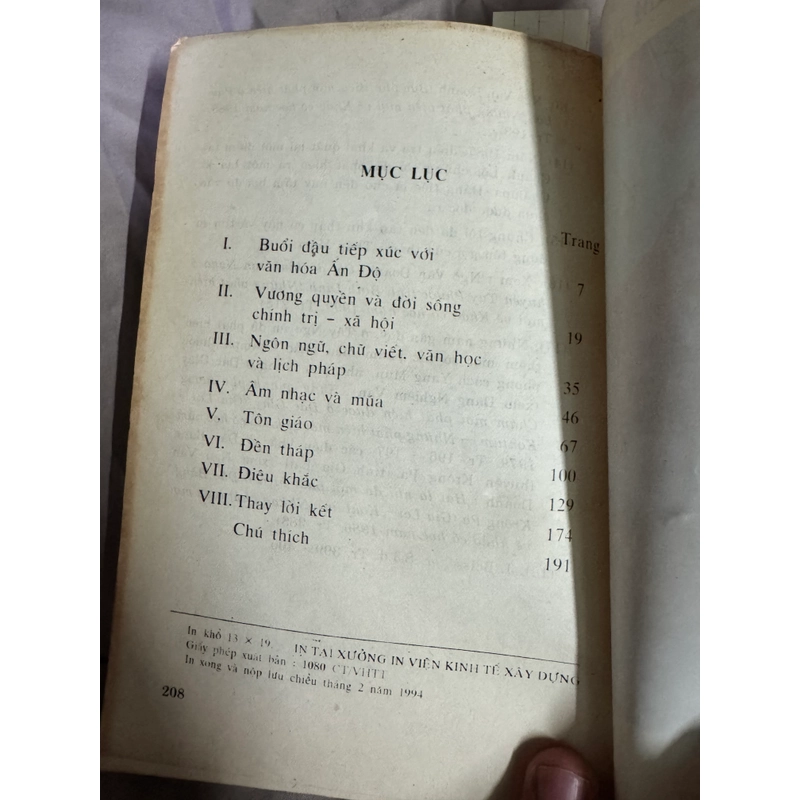 MỤC LỤC
Trang
I. Buổi đầu tiếp xúc với
văn hóa Ấn Độ 7
II. Vương quyền và đời sống
chính trị – xã hội 19
III. Ngôn ngữ, chữ viết, văn học
và lịch pháp 35
IV. Âm nhạc và múa 46
V. Tôn giáo 67
VI. Đền tháp 100
VII. Điêu khắc 129
VIII. Thay lời kết 174
Chú thích 191
In khổ 13 × 19. IN TẠI XƯỞNG IN VIỆN KINH TẾ XÂY DỰNG
Giấy phép xuất bản : 1080 CT/HTT
In xong và nộp lưu chiểu tháng 2 năm 1994
208